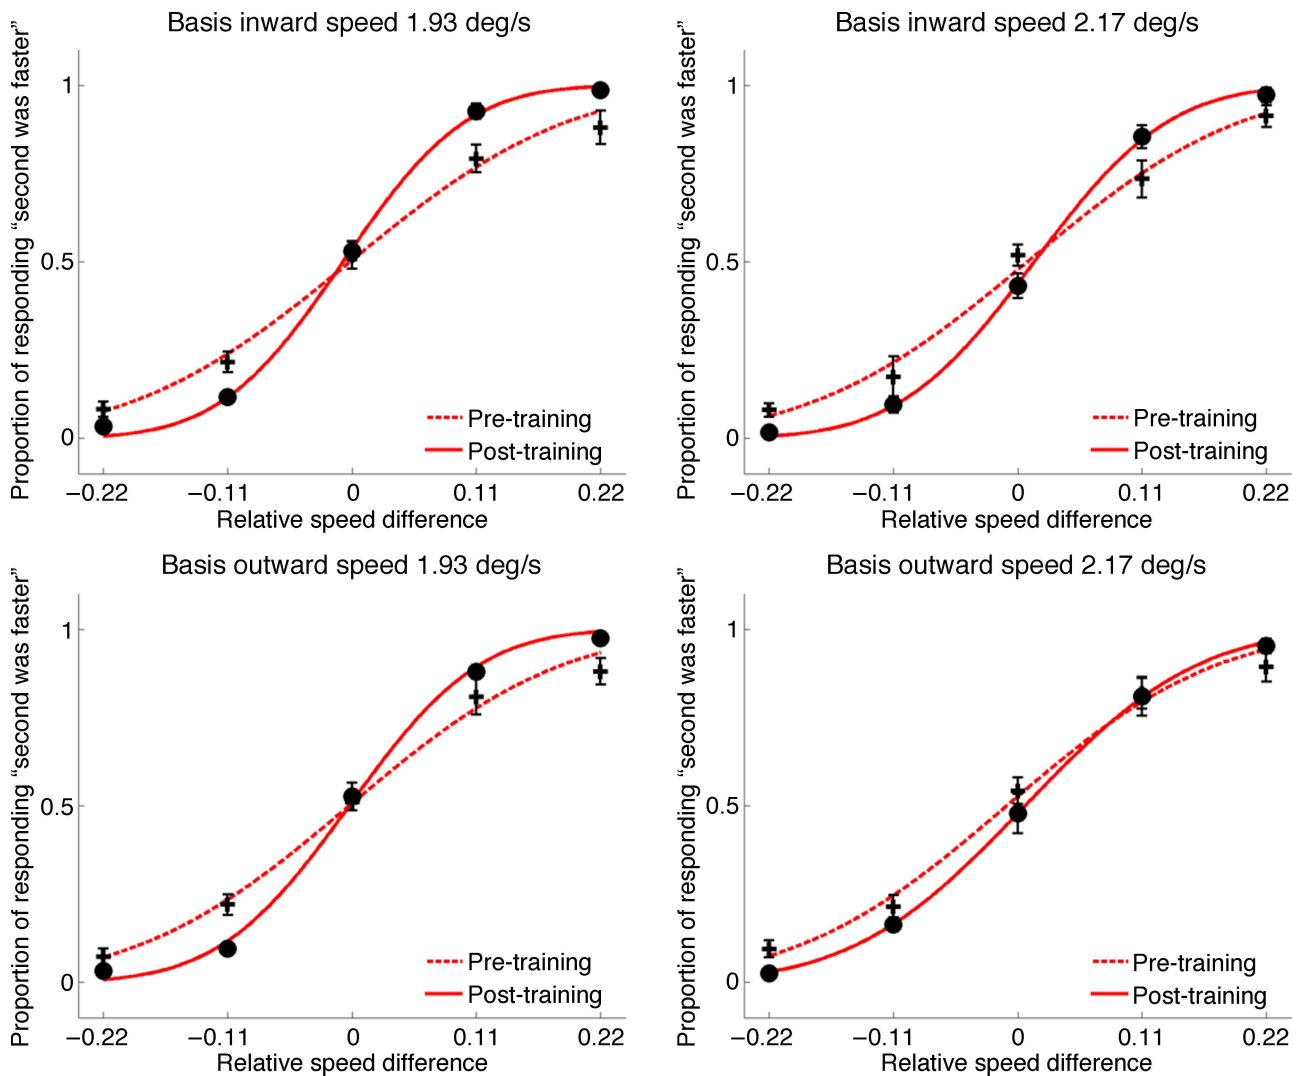 Basis inward speed 1.93 deg/s
Proportion of responding “second was faster”
1
0.5
0
Pre-training
Post-training
−0.22 −0.11 0 0.11 0.22
Relative speed difference
Basis inward speed 2.17 deg/s
Proportion of responding “second was faster”
1
0.5
0
Pre-training
Post-training
−0.22 −0.11 0 0.11 0.22
Relative speed difference
Basis outward speed 1.93 deg/s
Proportion of responding “second was faster”
1
0.5
0
Pre-training
Post-training
−0.22 −0.11 0 0.11 0.22
Relative speed difference
Basis outward speed 2.17 deg/s
Proportion of responding “second was faster”
1
0.5
0
Pre-training
Post-training
−0.22 −0.11 0 0.11 0.22
Relative speed difference